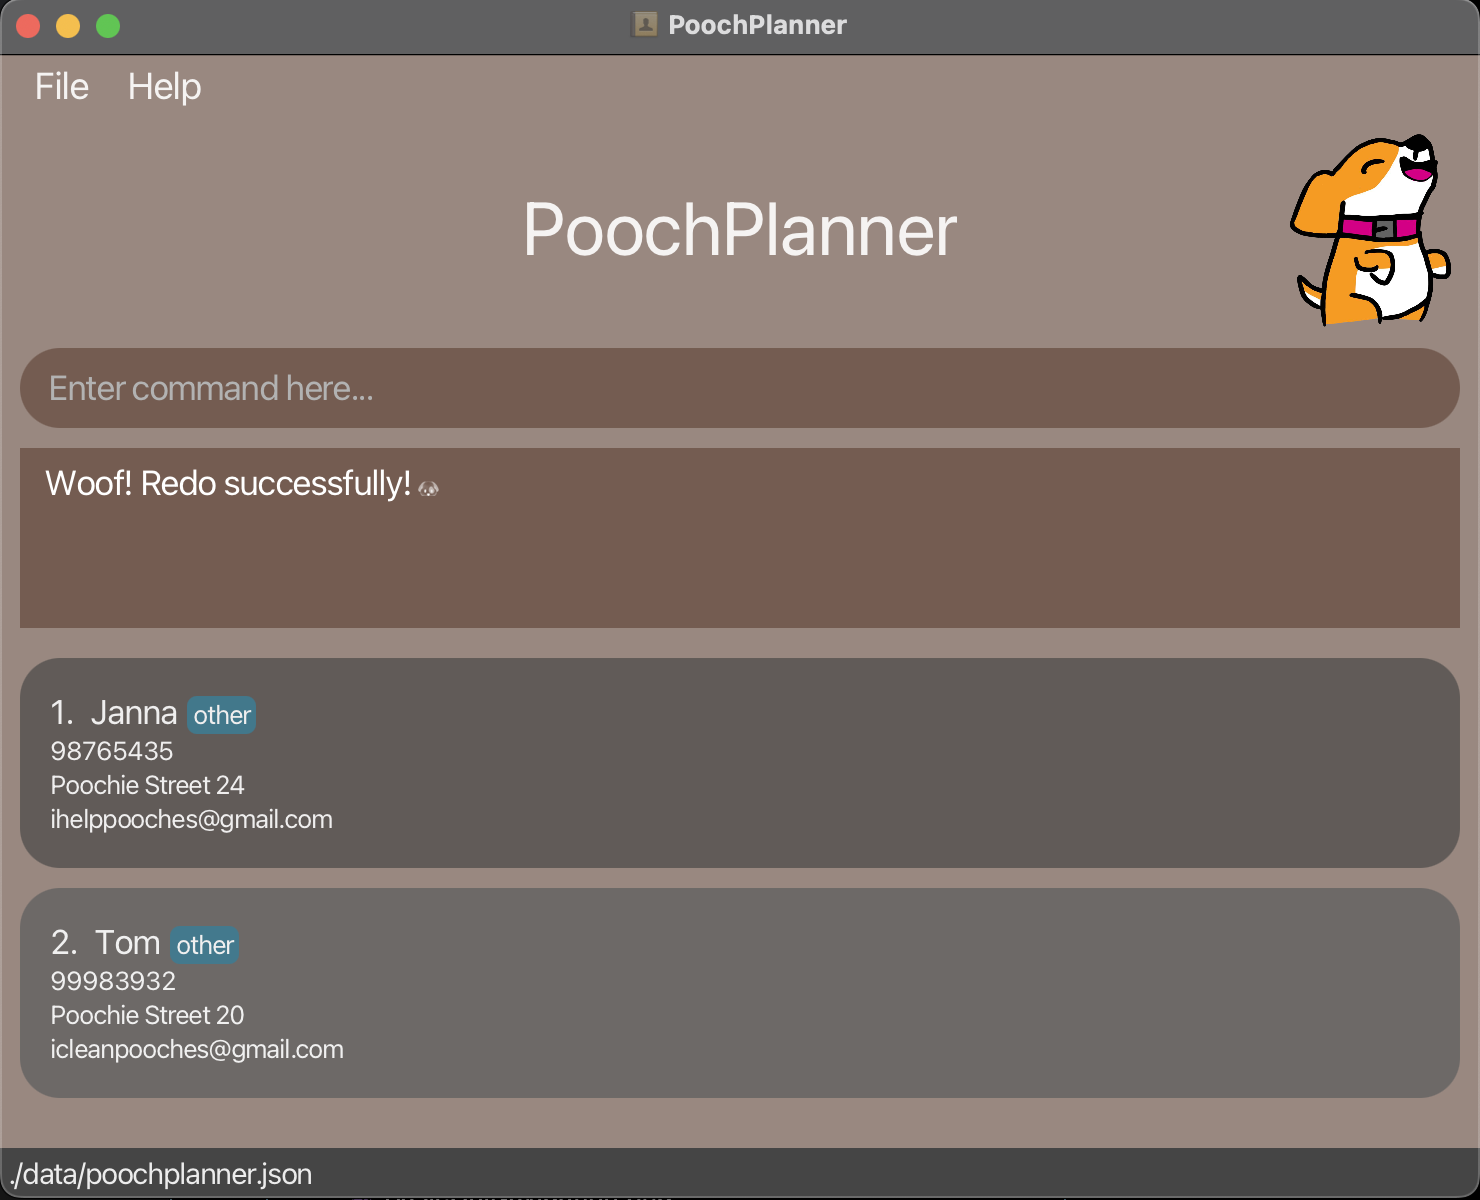 PoochPlanner
File Help
PoochPlanner
Enter command here...
Woof! Redo successfully!
1. Janna other
98765435
Poochie Street 24
ihelppooches@gmail.com
2. Tom other
99983932
Poochie Street 20
icleanpooches@gmail.com
./data/poochplanner.json